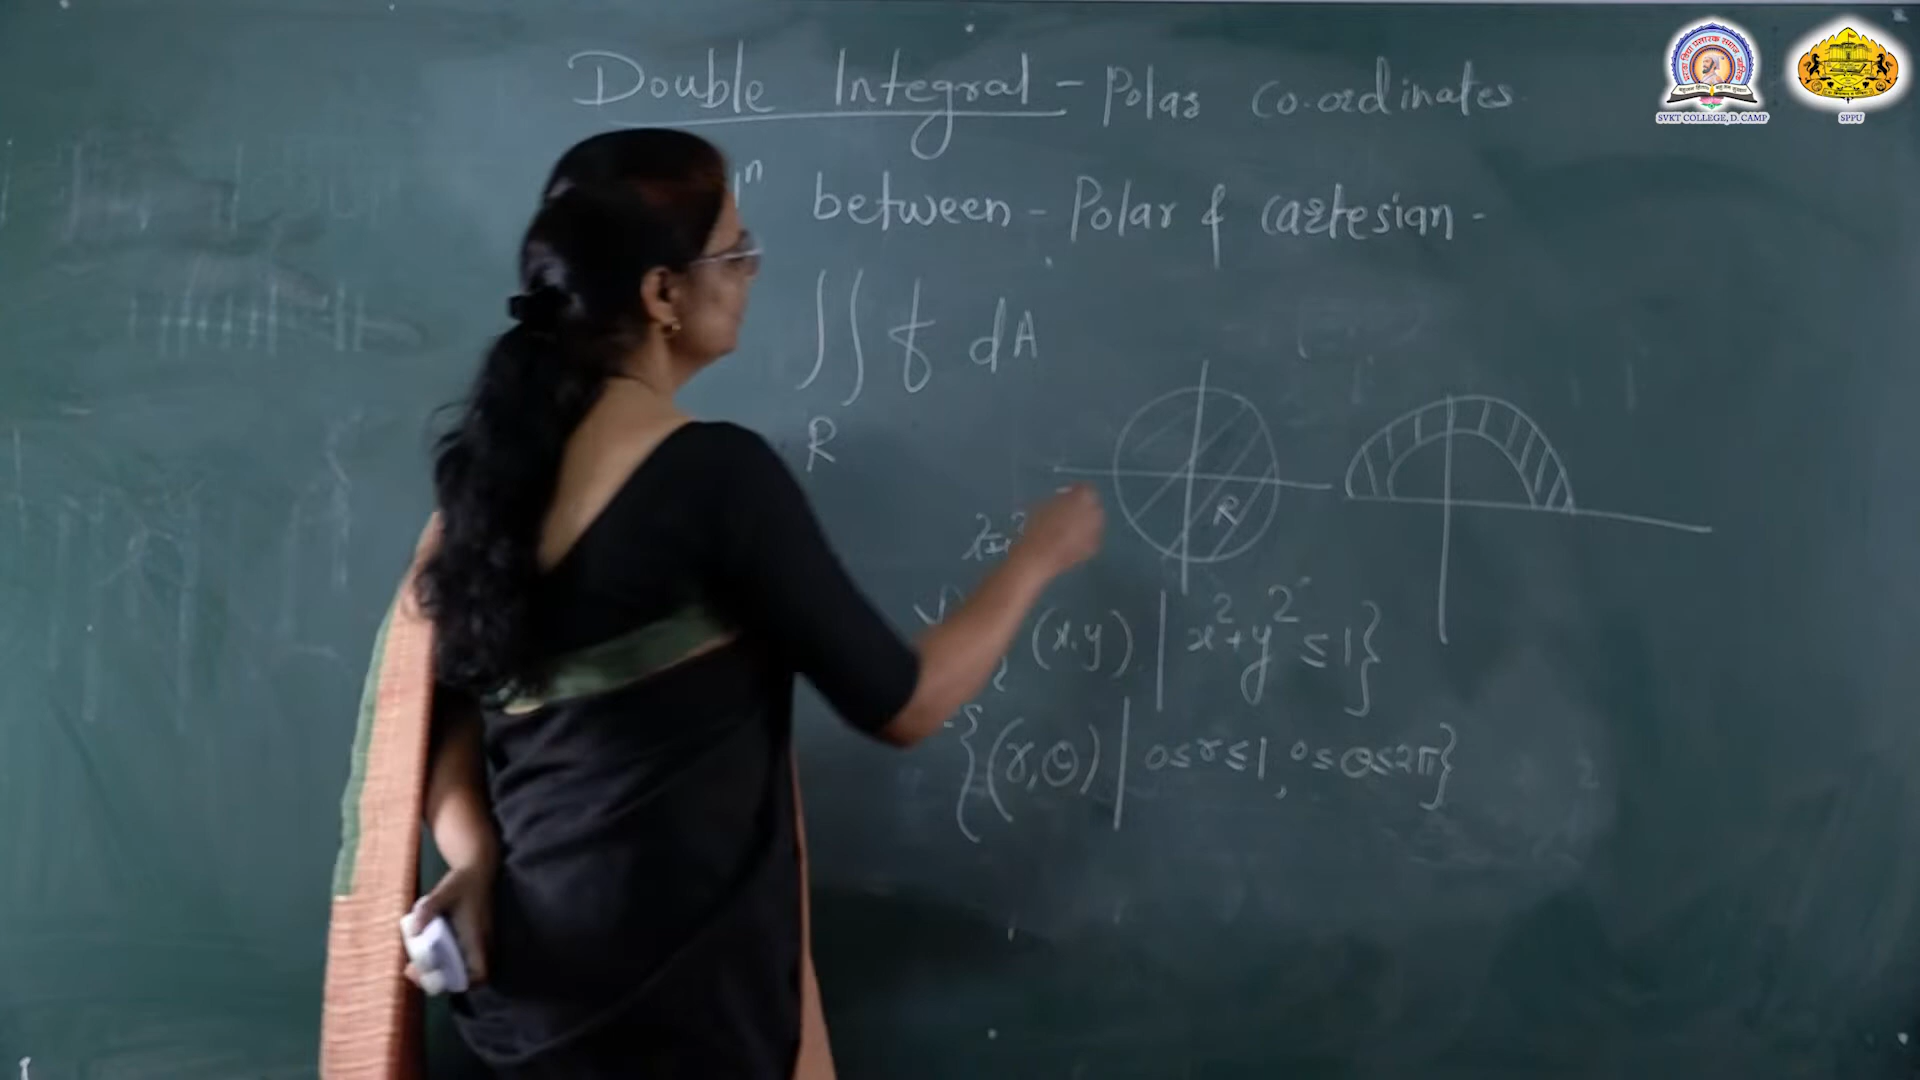 Double Integral - Polar co-ordinates
between - Polar & cartesian -
∫∫ f dA
R
R
(x,y) | x²+y² ≤ 1}
{(r,θ) | 0≤r≤1, 0≤θ≤2π}
SVKT COLLEGE, D. CAMP
SPPU